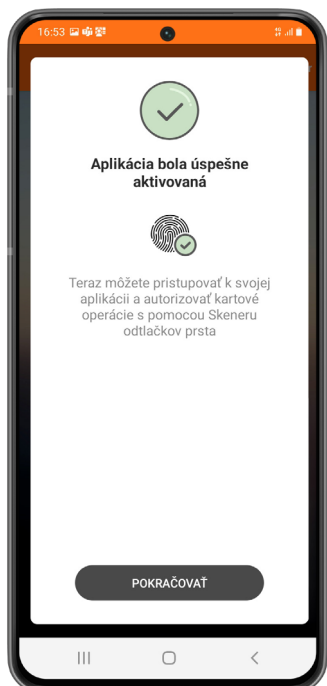 16:53
Aplikácia bola úspešne
aktivovaná
Teraz môžete pristupovať k svojej
aplikácii a autorizovať kartové
operácie s pomocou Skeneru
odtlačkov prsta
POKRAČOVAŤ